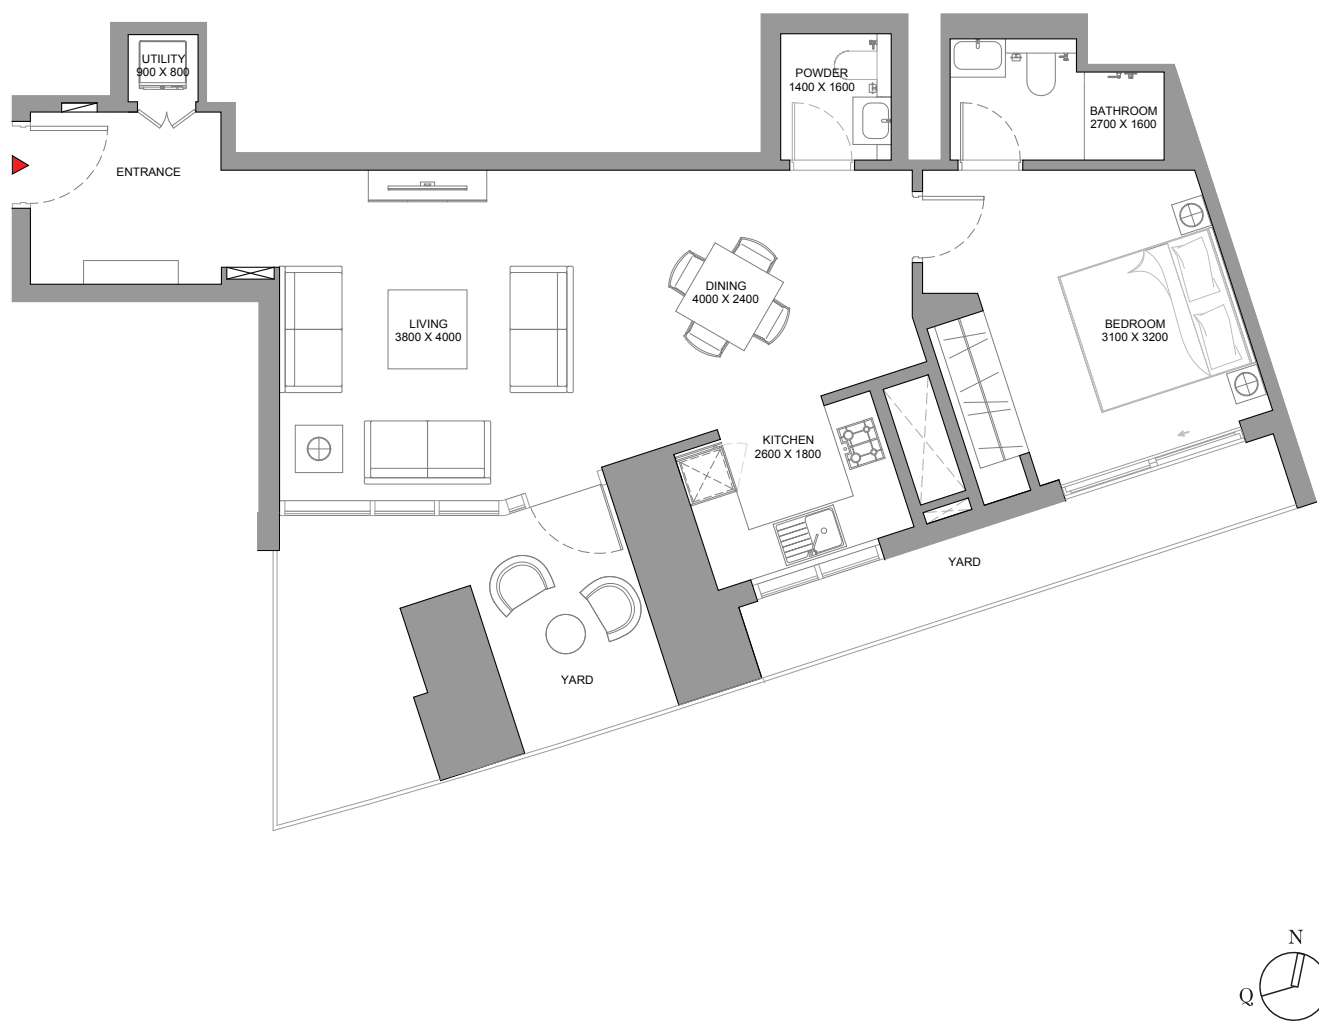 UTILITY
900 X 800
POWDER
1400 X 1600
BATHROOM
2700 X 1600
ENTRANCE
DINING
4000 X 2400
LIVING
3800 X 4000
BEDROOM
3100 X 3200
KITCHEN
2600 X 1800
YARD
YARD
N
Q